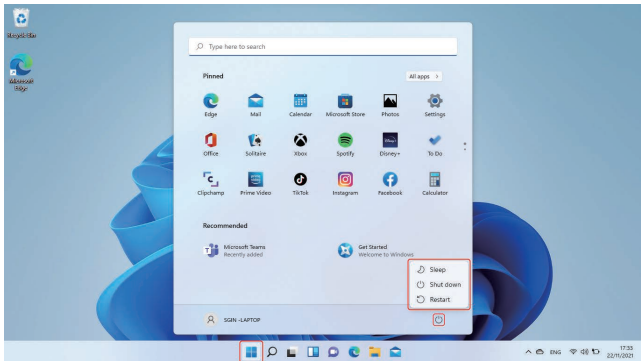 Recycle Bin
Microsoft
Edge
Type here to search
Pinned
All apps >
Edge
Mail
Calendar
Microsoft Store
Photos
Settings
Office
Solitaire
Xbox
Spotify
Disney+
To Do
Clipchamp
Prime Video
TikTok
Instagram
Facebook
Calculator
Recommended
Microsoft Teams
Recently added
Get Started
Welcome to Windows
Sleep
Shut down
Restart
SGIN -LAPTOP
ENG
17:33
22/11/2021